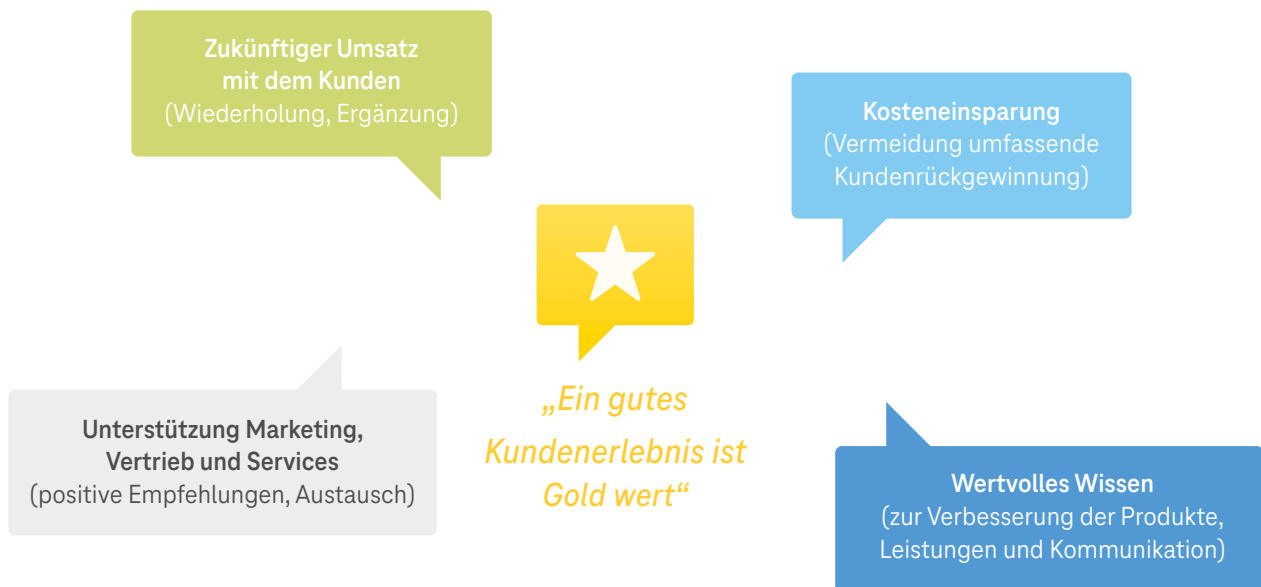 Zukünftiger Umsatz
mit dem Kunden
(Wiederholung, Ergänzung)
Kosteneinsparung
(Vermeidung umfassende
Kundenrückgewinnung)
„Ein gutes
Kundenerlebnis ist
Gold wert“
Unterstützung Marketing,
Vertrieb und Services
(positive Empfehlungen, Austausch)
Wertvolles Wissen
(zur Verbesserung der Produkte,
Leistungen und Kommunikation)